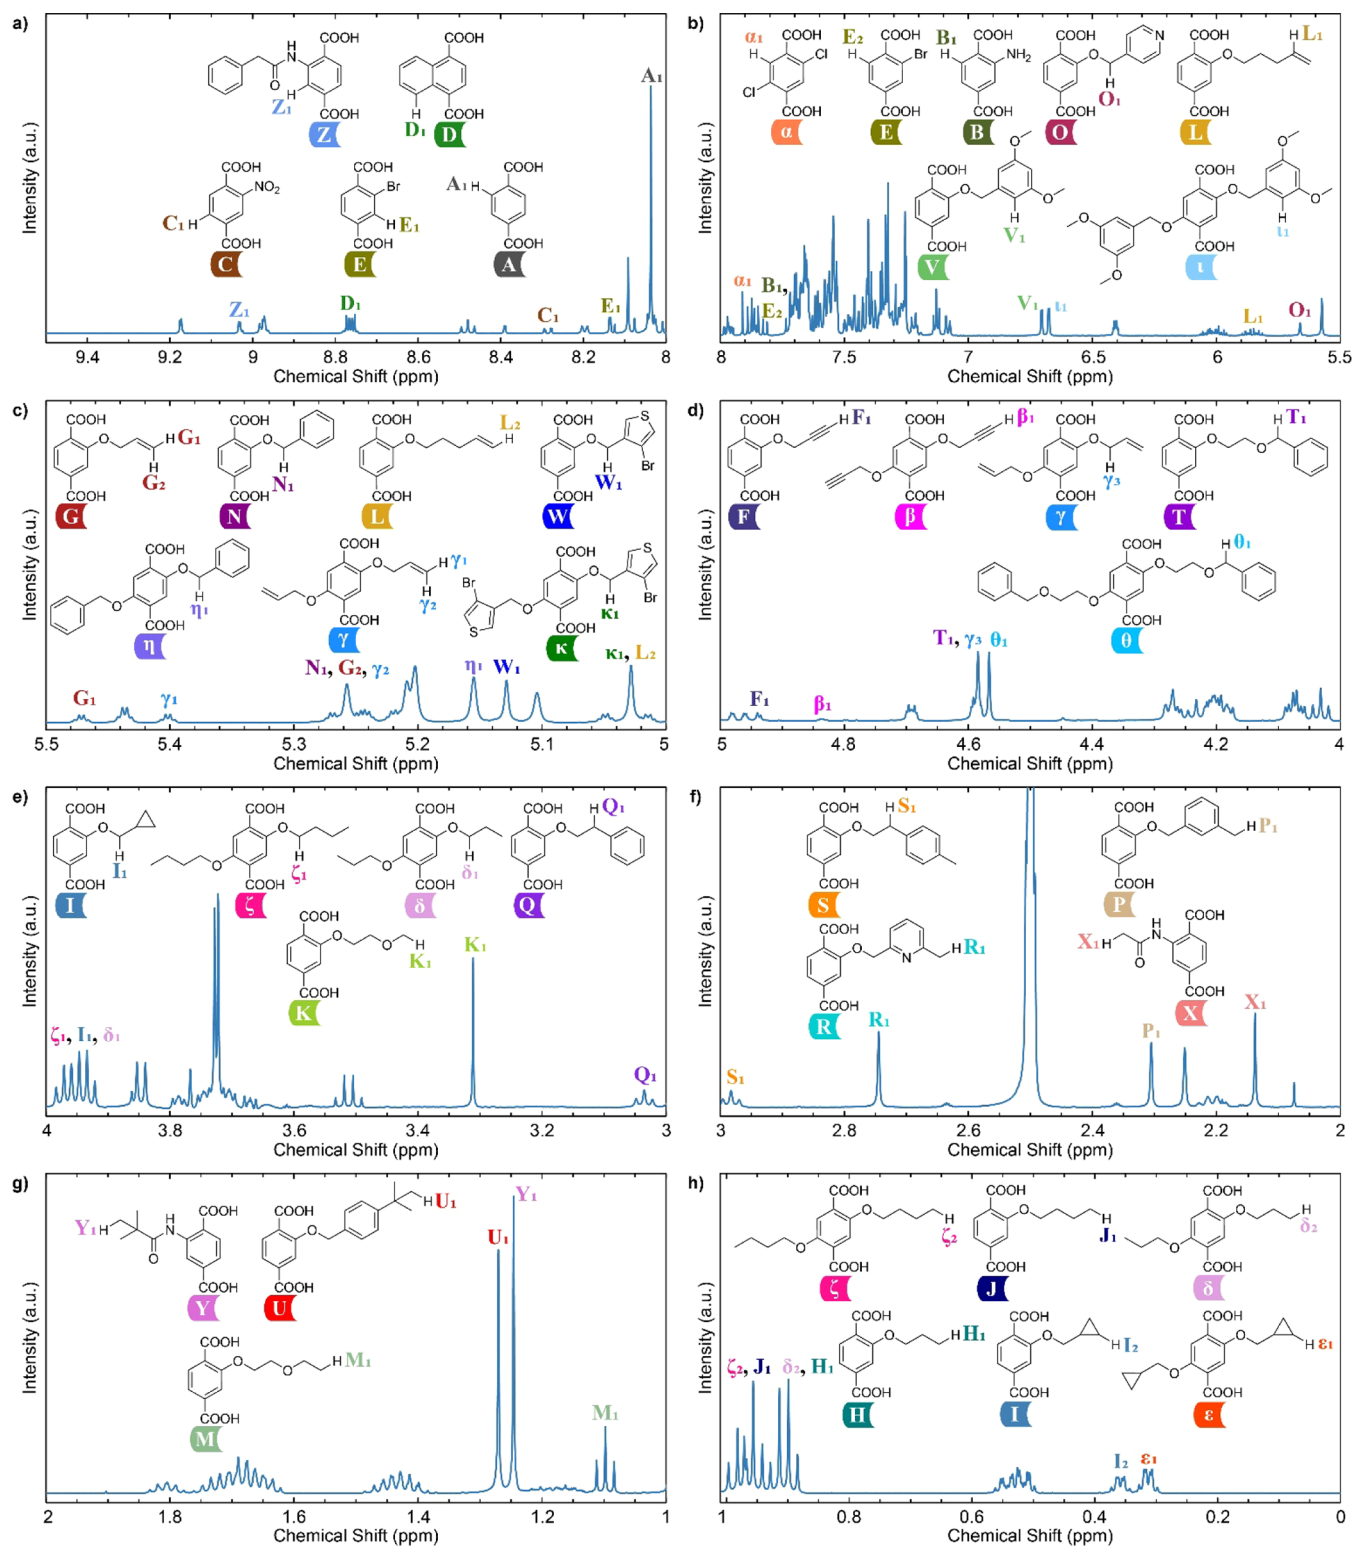 a)
Intensity (a.u.)
COOH
H
N
O
H
Z₁
COOH
Z
COOH
H
D₁
COOH
D
A₁
COOH
NO₂
C₁ H
COOH
C
COOH
Br
H E₁
COOH
E
COOH
A₁ H
COOH
A
Z₁
D₁
C₁
E₁
9.4 9.2 9 8.8 8.6 8.4 8.2 8
Chemical Shift (ppm)
b)
Intensity (a.u.)
α₁
COOH
H
Cl
Cl
COOH
α
E₂
COOH
H
Br
COOH
E
B₁
COOH
H
NH₂
COOH
B
COOH
O
N
H
O₁
COOH
O
COOH
O
H L₁
COOH
L
COOH
O
O
O
H
V₁
COOH
V
COOH
O
O
O
H
ι₁
O
O
O
COOH
ι
α₁
B₁,
E₂
V₁
ι₁
L₁
O₁
8 7.5 7 6.5 6 5.5
Chemical Shift (ppm)
c)
Intensity (a.u.)
COOH
O
H G₁
H
G₂
COOH
G
COOH
O
H
N₁
COOH
N
COOH
O
L₂
H
COOH
L
COOH
O
S
Br
H
W₁
COOH
W
COOH
O
H
η₁
O
COOH
η
COOH
O
H γ₁
H
γ₂
O
COOH
γ
COOH
O
S
Br
H
κ₁
Br
S
O
COOH
κ
G₁
γ₁
N₁, G₂, γ₂
η₁
W₁
κ₁, L₂
5.5 5.4 5.3 5.2 5.1 5
Chemical Shift (ppm)
d)
Intensity (a.u.)
COOH
O
H F₁
COOH
F
COOH
O
H β₁
O
COOH
β
COOH
O
H
γ₃
O
COOH
γ
COOH
O
O
H T₁
COOH
T
COOH
O
O
H θ₁
O
O
COOH
θ
T₁, γ₃ θ₁
F₁
β₁
5 4.8 4.6 4.4 4.2 4
Chemical Shift (ppm)
e)
Intensity (a.u.)
COOH
O
H
I₁
COOH
I
COOH
O
H
ζ₁
O
COOH
ζ
COOH
O
H
δ₁
O
COOH
δ
COOH
O
H Q₁
COOH
Q
COOH
O
O
H
K₁
COOH
K
ζ₁, I₁, δ₁
K₁
Q₁
4 3.8 3.6 3.4 3.2 3
Chemical Shift (ppm)
f)
Intensity (a.u.)
COOH
O
H S₁
COOH
S
COOH
O
H P₁
COOH
P
COOH
O
N
H R₁
COOH
R
X₁ H
H
N
O
COOH
COOH
X
S₁
R₁
P₁
X₁
3 2.8 2.6 2.4 2.2 2
Chemical Shift (ppm)
g)
Intensity (a.u.)
Y₁
H
H
N
O
COOH
COOH
Y
COOH
O
H U₁
COOH
U
COOH
O
O
H M₁
COOH
M
U₁
Y₁
M₁
2 1.8 1.6 1.4 1.2 1
Chemical Shift (ppm)
h)
Intensity (a.u.)
COOH
O
H
ζ₂
O
COOH
ζ
COOH
O
H
J₁
COOH
J
COOH
O
H
δ₂
O
COOH
δ
COOH
O
H H₁
COOH
H
COOH
O
H I₂
COOH
I
COOH
O
H ε₁
O
COOH
ε
ζ₂, J₁ δ₂, H₁
I₂
ε₁
1 0.8 0.6 0.4 0.2 0
Chemical Shift (ppm)